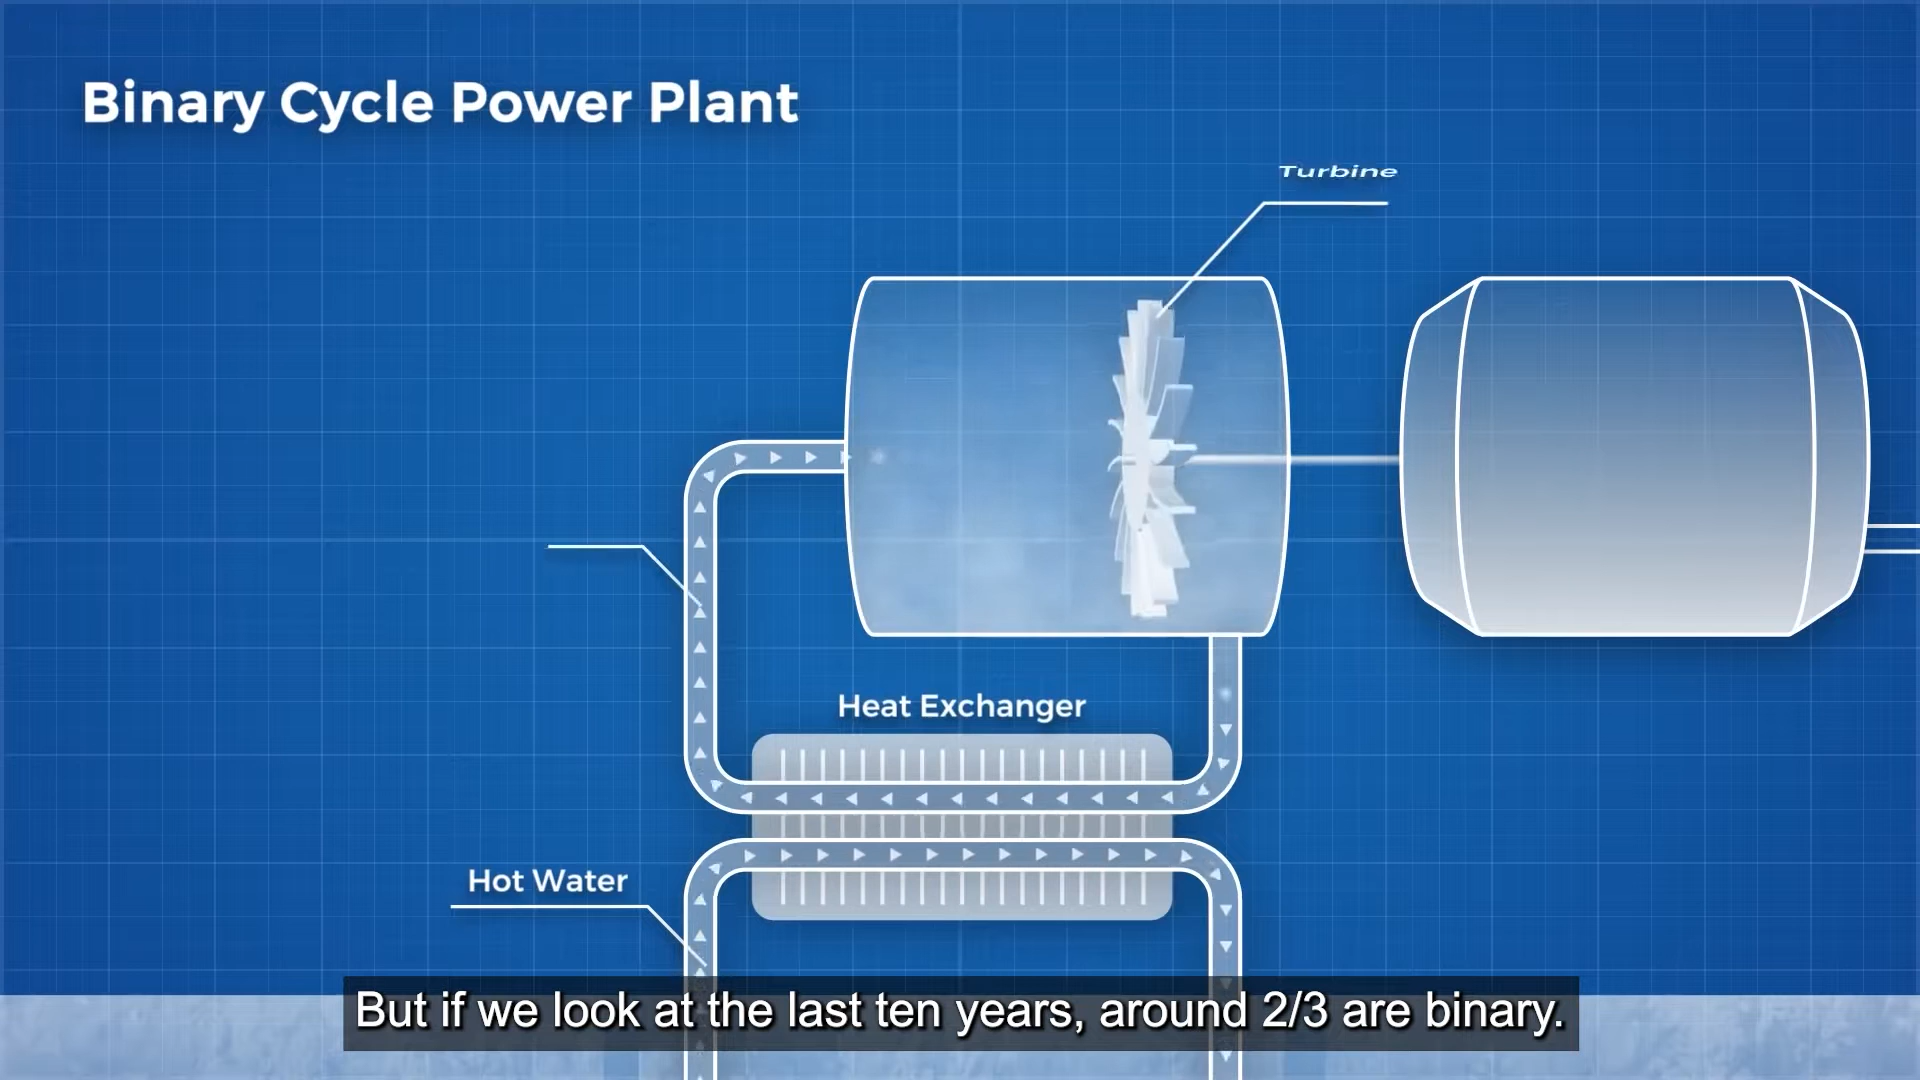 Binary Cycle Power Plant
Turbine
Heat Exchanger
Hot Water
But if we look at the last ten years, around 2/3 are binary.